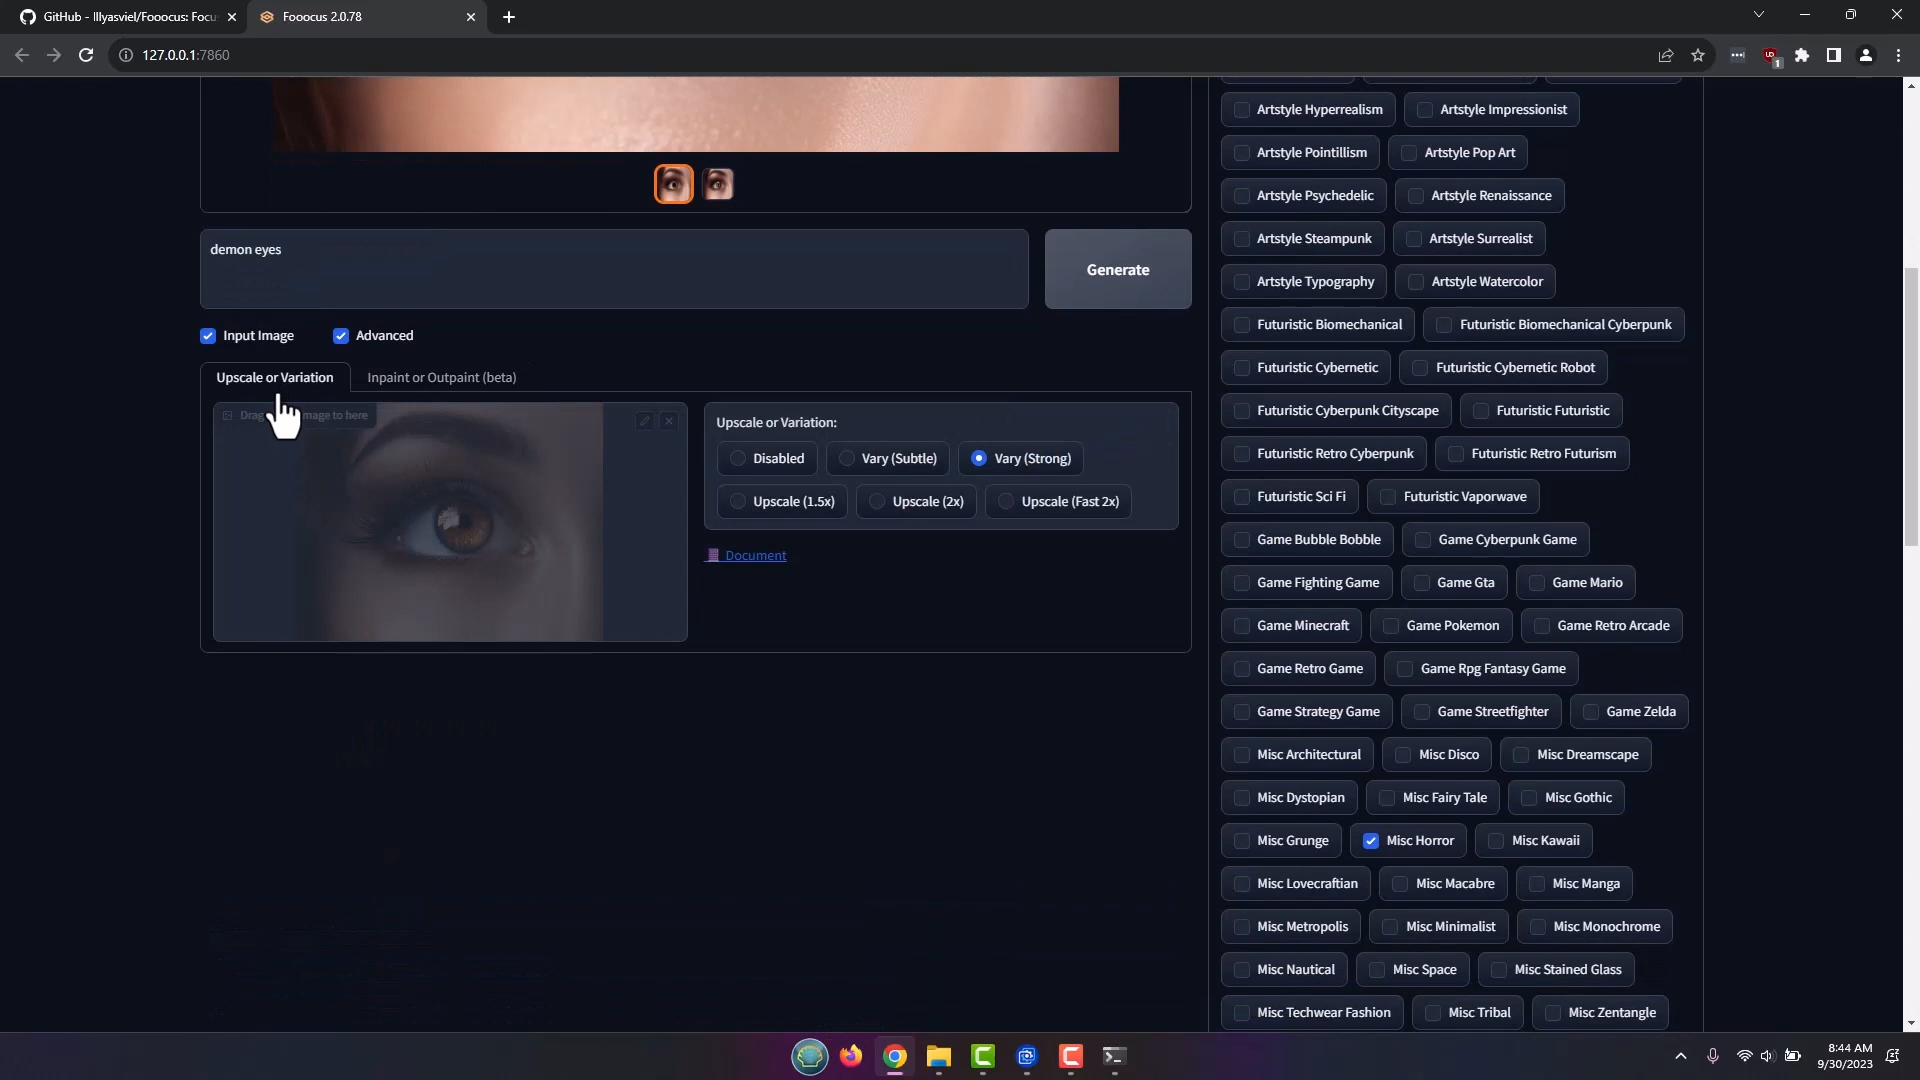 GitHub - lllyasviel/Fooocus: Focu
Fooocus 2.0.78
127.0.0.1:7860
1
demon eyes
Generate
Input Image
Advanced
Upscale or Variation
Inpaint or Outpaint (beta)
Upscale or Variation:
Disabled
Vary (Subtle)
Vary (Strong)
Upscale (1.5x)
Upscale (2x)
Upscale (Fast 2x)
Document
Artstyle Hyperrealism
Artstyle Impressionist
Artstyle Pointillism
Artstyle Pop Art
Artstyle Psychedelic
Artstyle Renaissance
Artstyle Steampunk
Artstyle Surrealist
Artstyle Typography
Artstyle Watercolor
Futuristic Biomechanical
Futuristic Biomechanical Cyberpunk
Futuristic Cybernetic
Futuristic Cybernetic Robot
Futuristic Cyberpunk Cityscape
Futuristic Futuristic
Futuristic Retro Cyberpunk
Futuristic Retro Futurism
Futuristic Sci Fi
Futuristic Vaporwave
Game Bubble Bobble
Game Cyberpunk Game
Game Fighting Game
Game Gta
Game Mario
Game Minecraft
Game Pokemon
Game Retro Arcade
Game Retro Game
Game Rpg Fantasy Game
Game Strategy Game
Game Streetfighter
Game Zelda
Misc Architectural
Misc Disco
Misc Dreamscape
Misc Dystopian
Misc Fairy Tale
Misc Gothic
Misc Grunge
Misc Horror
Misc Kawaii
Misc Lovecraftian
Misc Macabre
Misc Manga
Misc Metropolis
Misc Minimalist
Misc Monochrome
Misc Nautical
Misc Space
Misc Stained Glass
Misc Techwear Fashion
Misc Tribal
Misc Zentangle
8:44 AM
9/30/2023